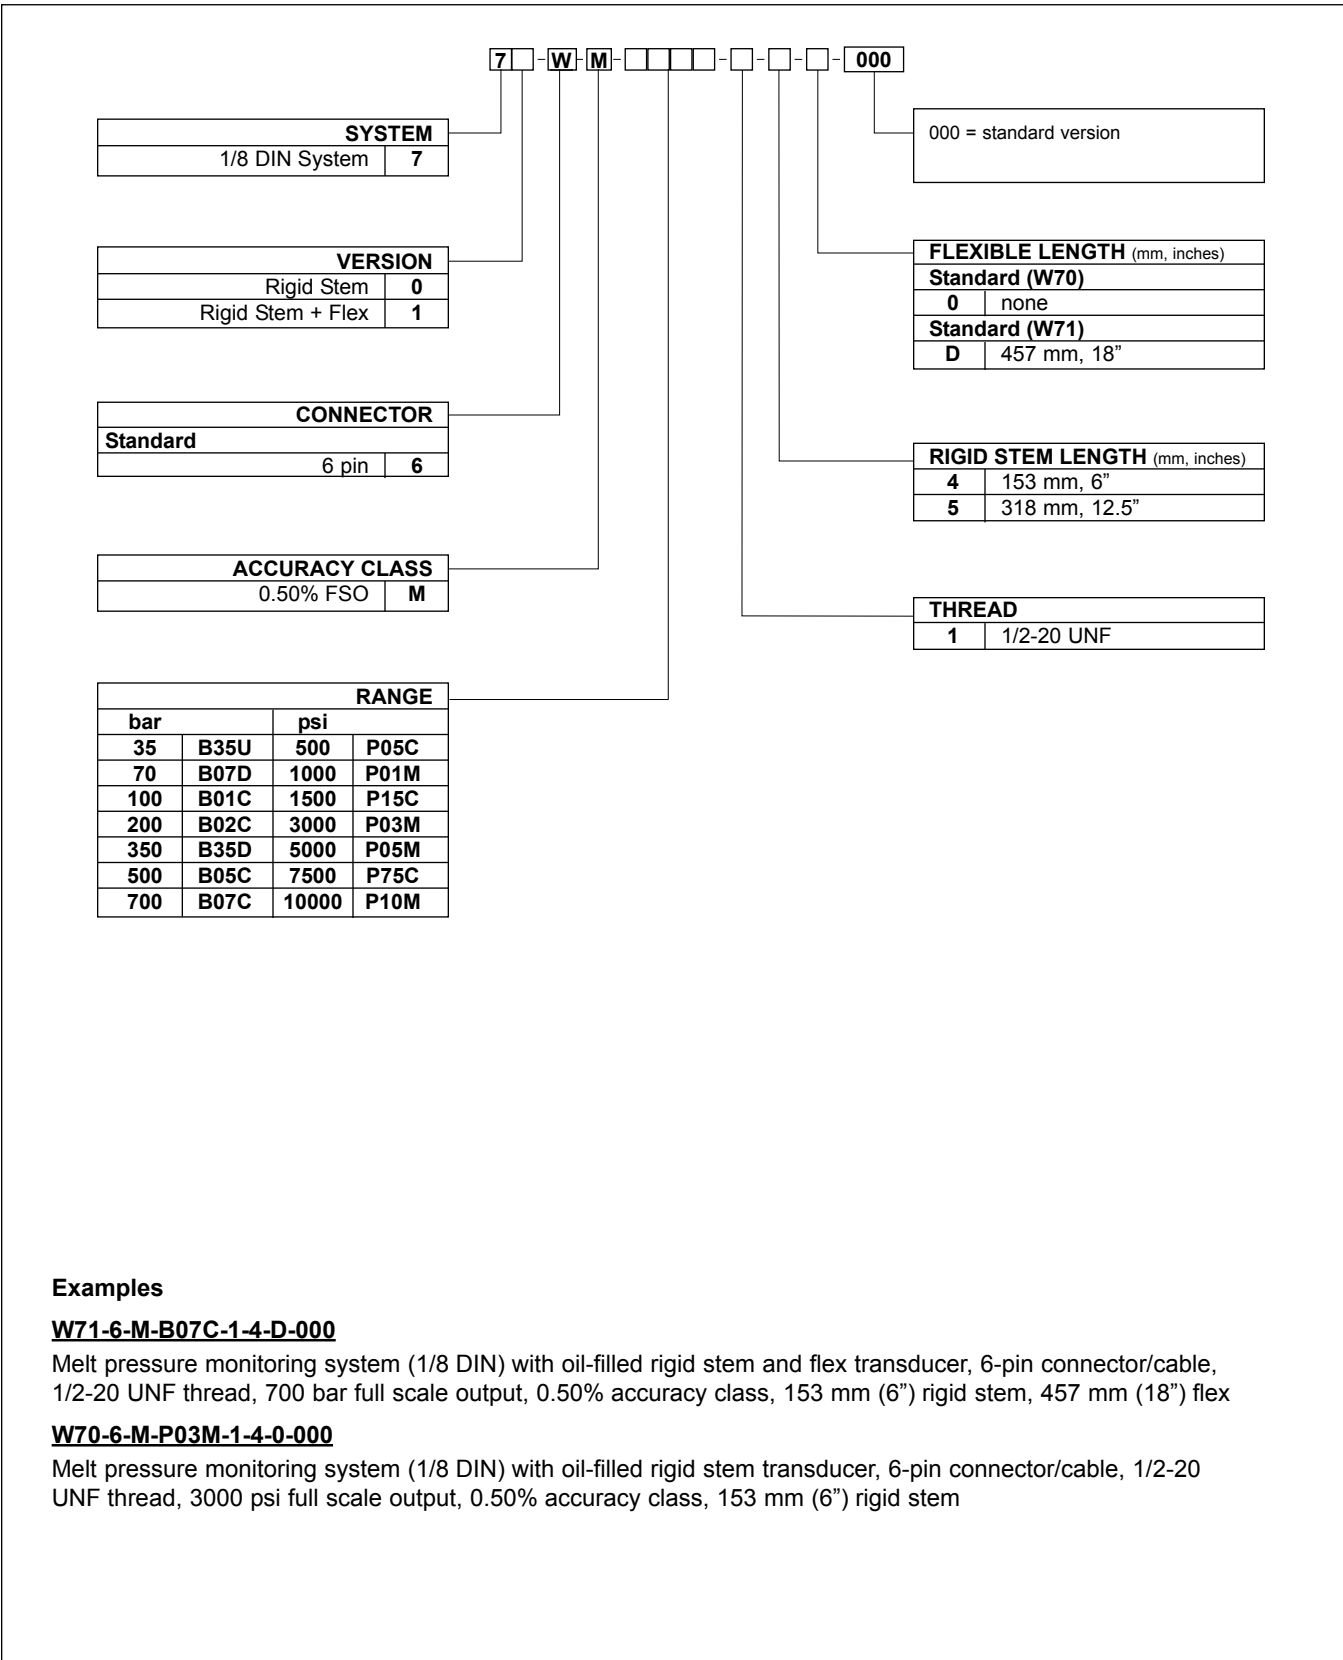 7 - W - M - - - - - 000
SYSTEM
1/8 DIN System 7
VERSION
Rigid Stem 0
Rigid Stem + Flex 1
CONNECTOR
Standard
6 pin 6
ACCURACY CLASS
0.50% FSO M
RANGE
bar psi
35 B35U 500 P05C
70 B07D 1000 P01M
100 B01C 1500 P15C
200 B02C 3000 P03M
350 B35D 5000 P05M
500 B05C 7500 P75C
700 B07C 10000 P10M
000 = standard version
FLEXIBLE LENGTH (mm, inches)
Standard (W70)
0 none
Standard (W71)
D 457 mm, 18”
RIGID STEM LENGTH (mm, inches)
4 153 mm, 6”
5 318 mm, 12.5”
THREAD
1 1/2-20 UNF
Examples
W71-6-M-B07C-1-4-D-000
Melt pressure monitoring system (1/8 DIN) with oil-filled rigid stem and flex transducer, 6-pin connector/cable,
1/2-20 UNF thread, 700 bar full scale output, 0.50% accuracy class, 153 mm (6”) rigid stem, 457 mm (18”) flex
W70-6-M-P03M-1-4-0-000
Melt pressure monitoring system (1/8 DIN) with oil-filled rigid stem transducer, 6-pin connector/cable, 1/2-20
UNF thread, 3000 psi full scale output, 0.50% accuracy class, 153 mm (6”) rigid stem